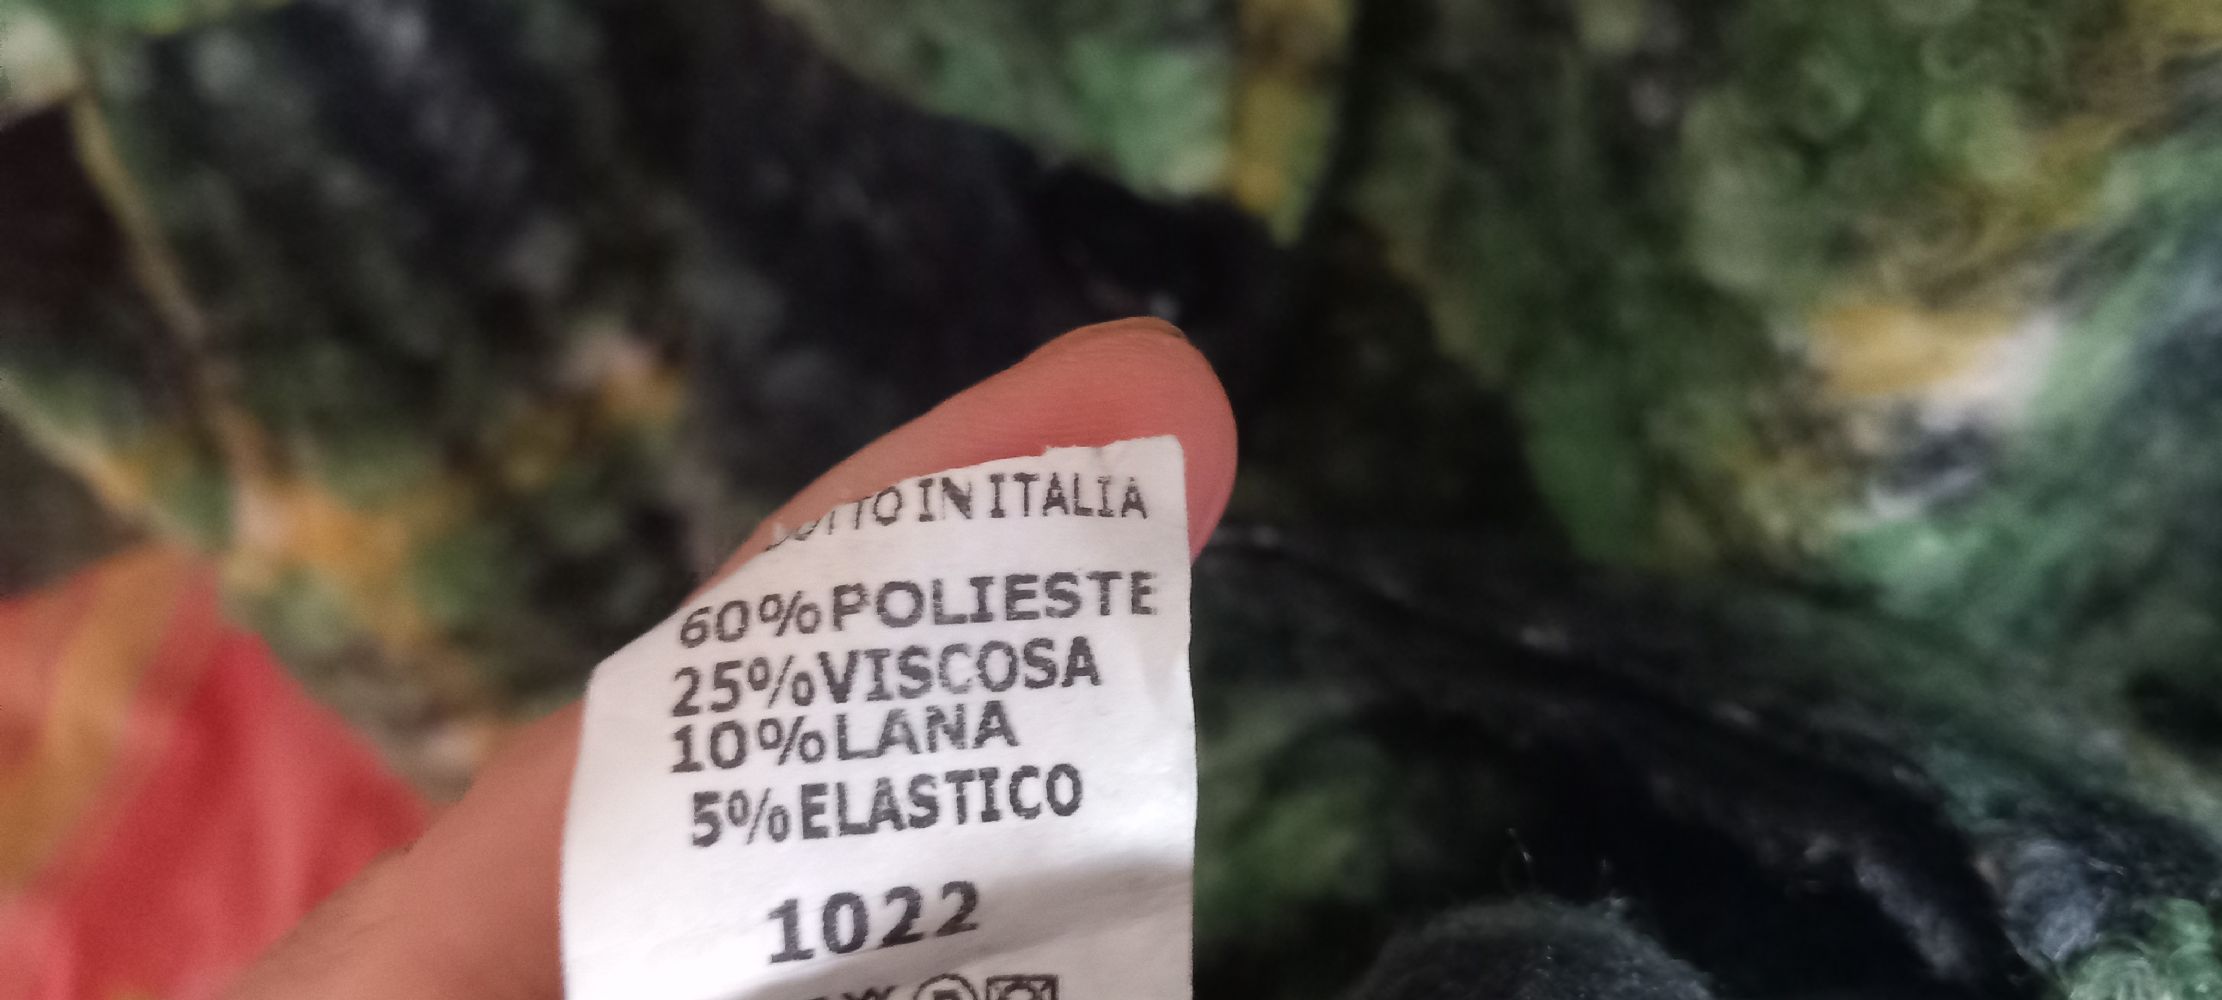 IN ITALIA
60%POLIESTE
25%VISCOSA
10%LANA
5%ELASTICO
1022